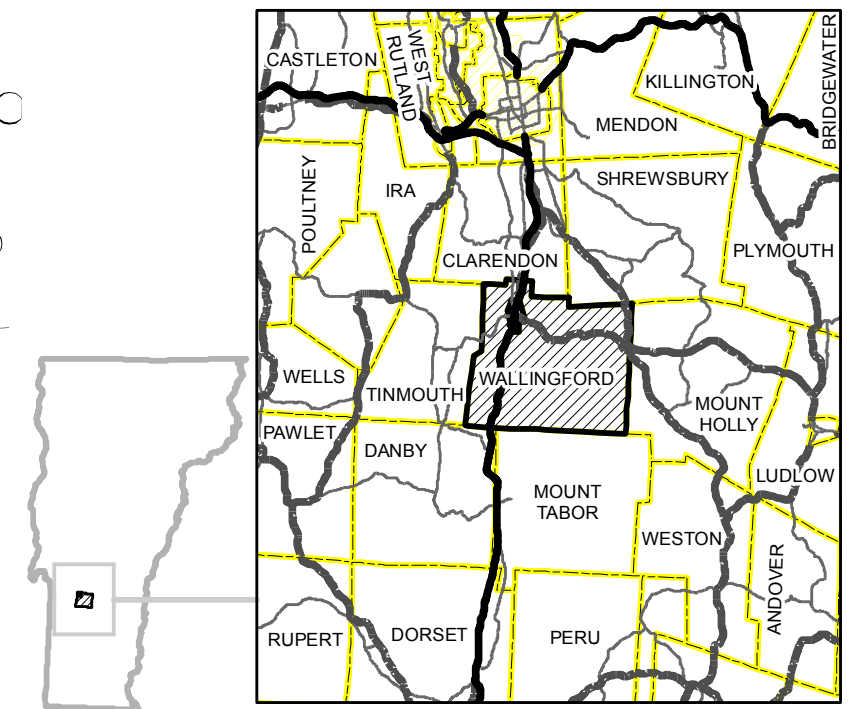 CASTLETON
WEST
RUTLAND
KILLINGTON
BRIDGEWATER
MENDON
POULTNEY
IRA
SHREWSBURY
PLYMOUTH
CLARENDON
WELLS
TINMOUTH
WALLINGFORD
MOUNT
HOLLY
PAWLET
DANBY
LUDLOW
MOUNT
TABOR
WESTON
ANDOVER
RUPERT
DORSET
PERU